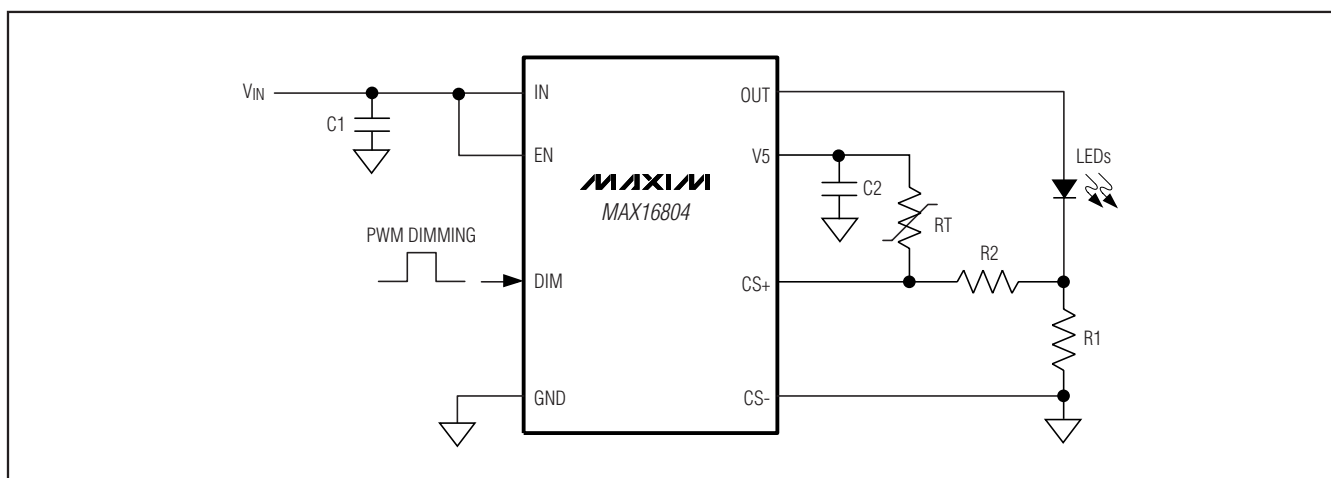 VIN
C1
IN
EN
PWM DIMMING
DIM
GND
MAXIM
MAX16804
OUT
V5
CS+
CS-
C2
RT
R2
LEDs
R1